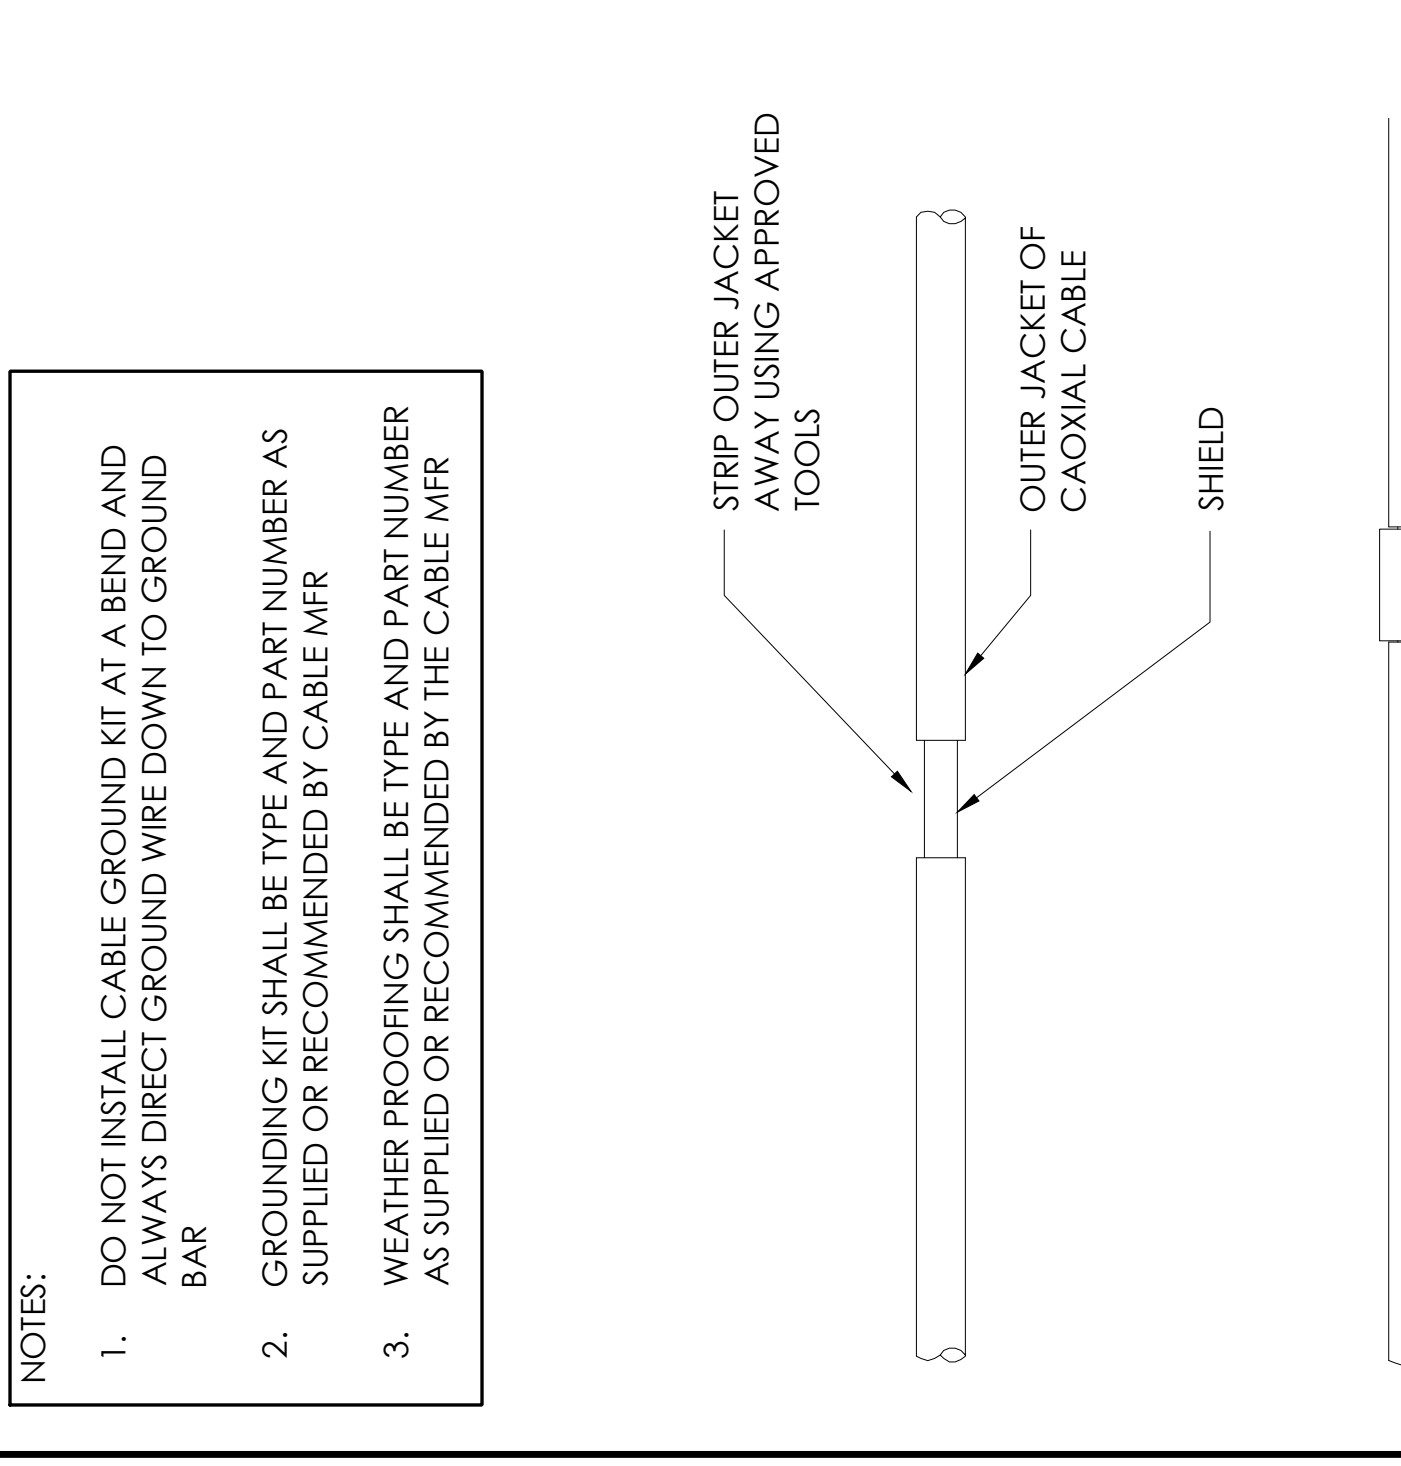 NOTES:
1. DO NOT INSTALL CABLE GROUND KIT AT A BEND AND
ALWAYS DIRECT GROUND WIRE DOWN TO GROUND
BAR
2. GROUNDING KIT SHALL BE TYPE AND PART NUMBER AS
SUPPLIED OR RECOMMENDED BY CABLE MFR
3. WEATHER PROOFING SHALL BE TYPE AND PART NUMBER
AS SUPPLIED OR RECOMMENDED BY THE CABLE MFR
STRIP OUTER JACKET
AWAY USING APPROVED
TOOLS
OUTER JACKET OF
CAOXIAL CABLE
SHIELD